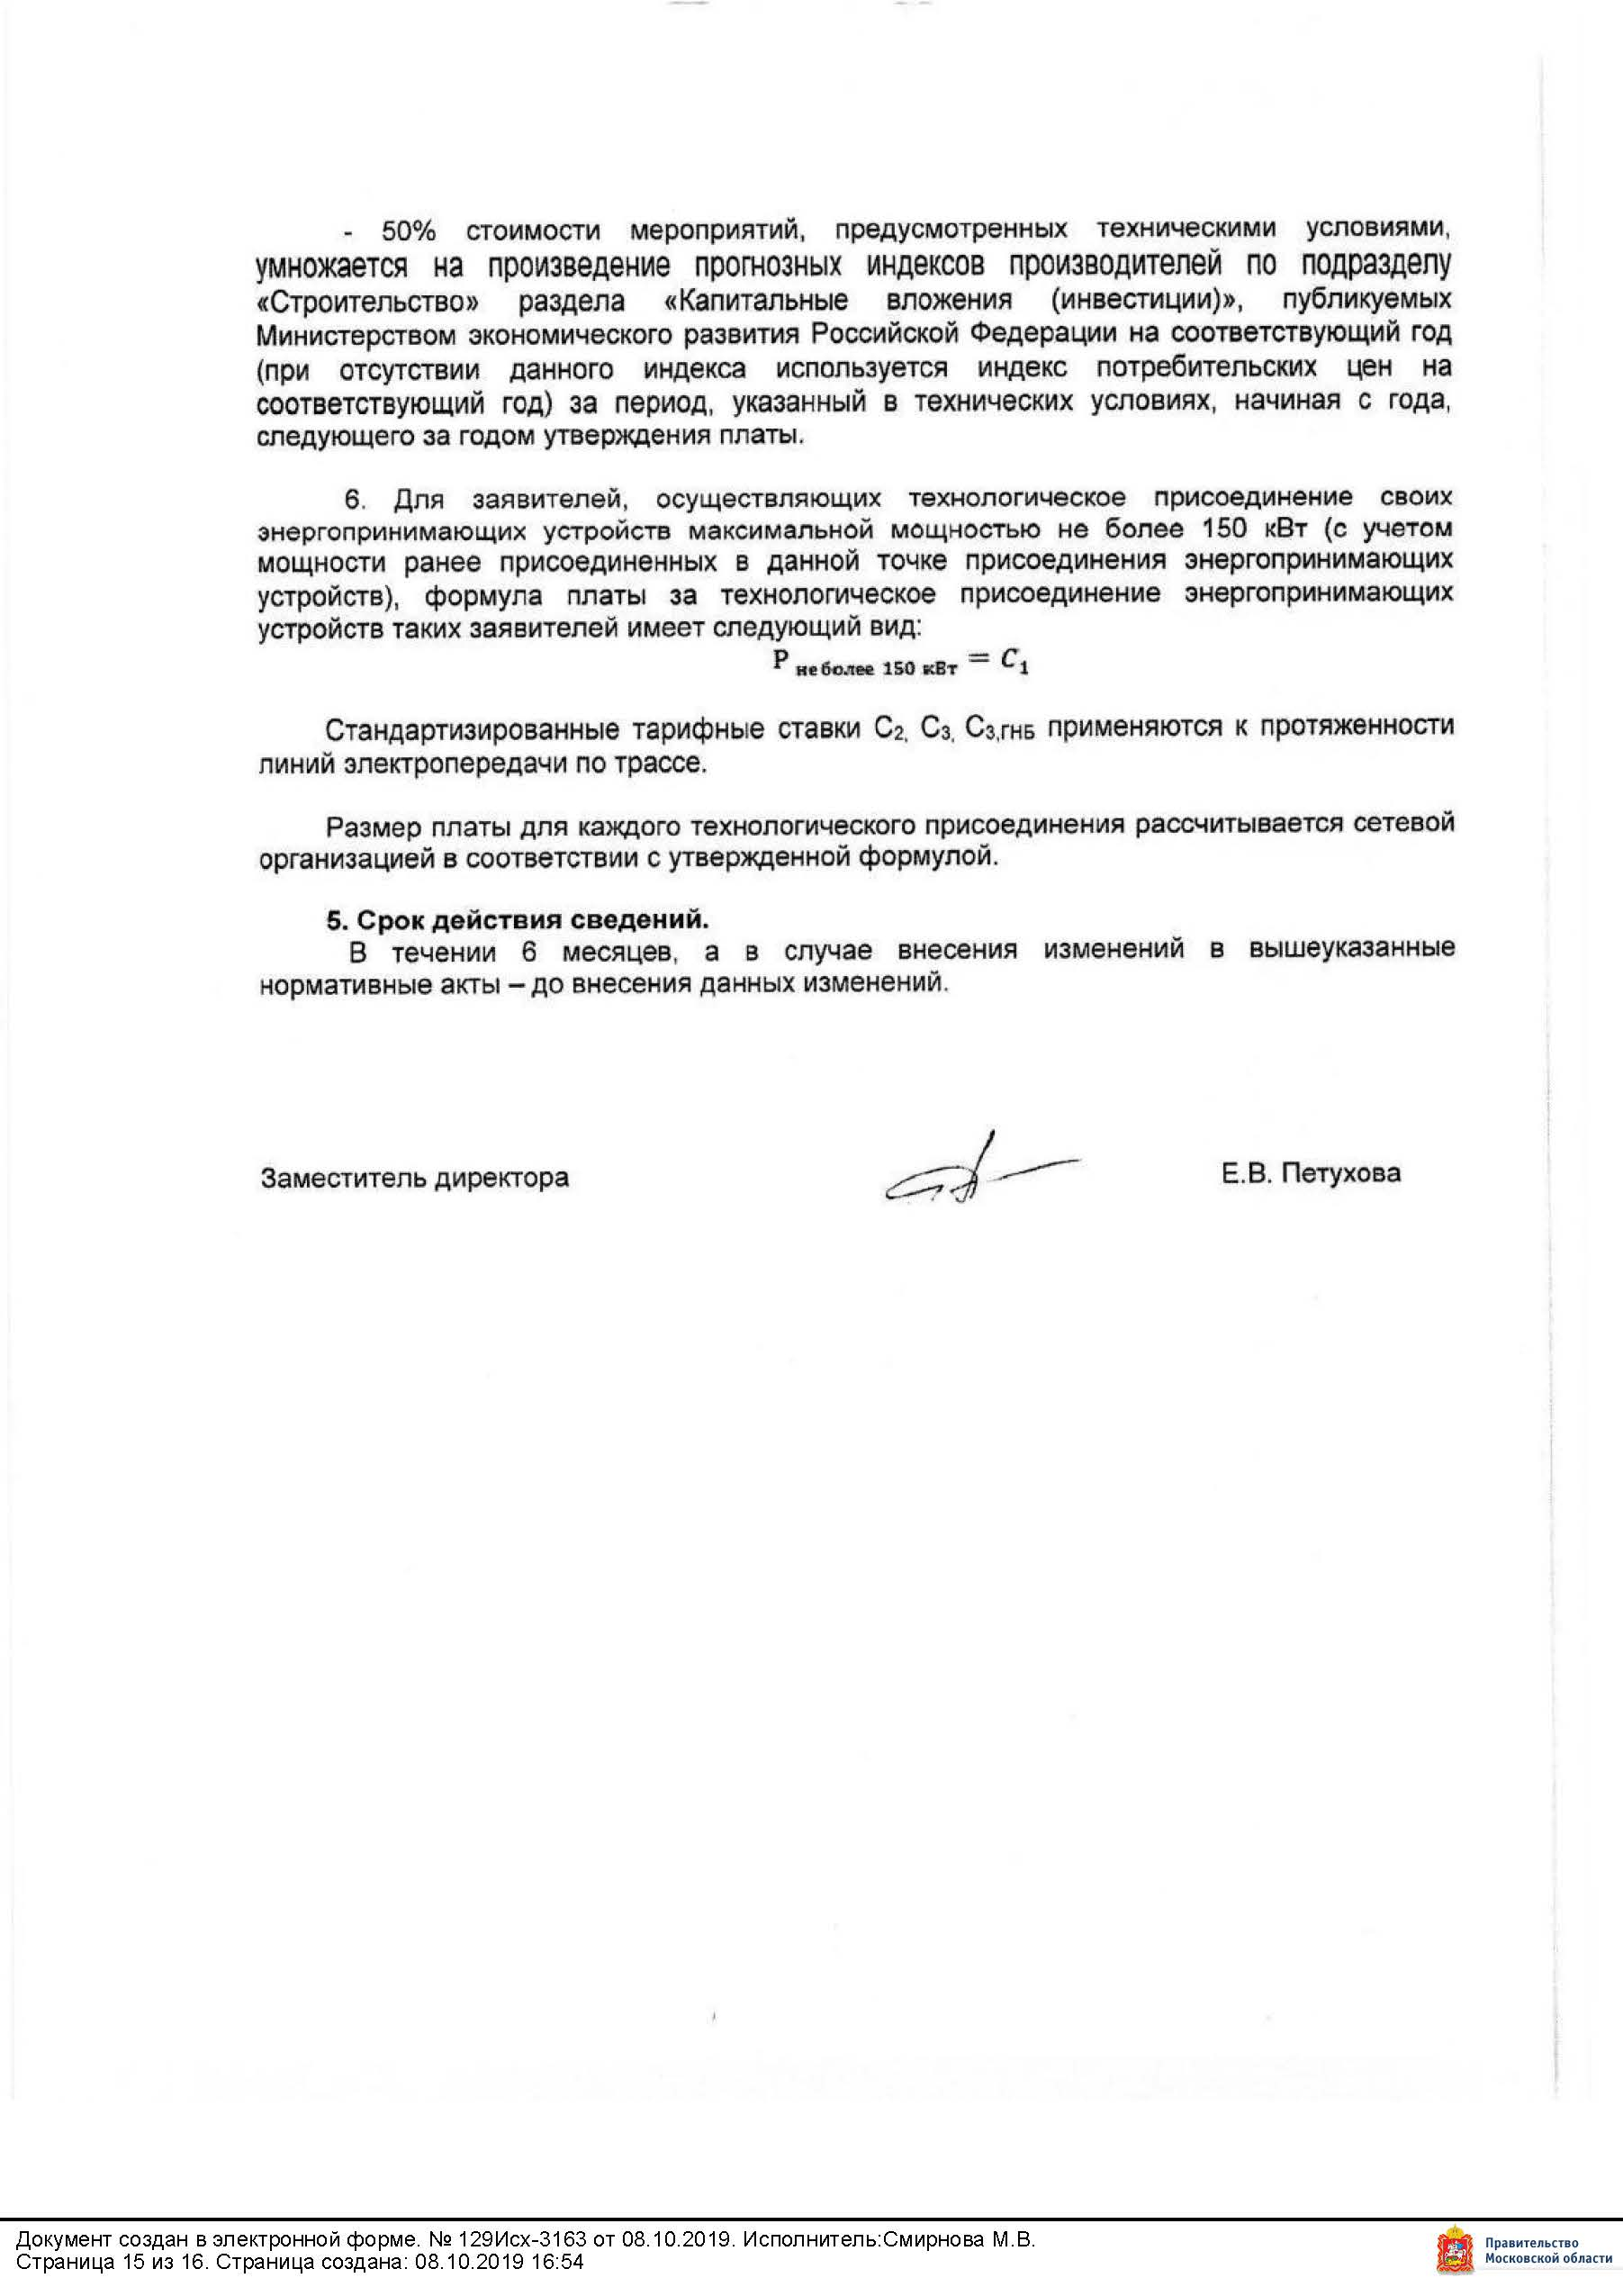 - 50% стоимости мероприятий, предусмотренных техническими условиями,
умножается на произведение прогнозных индексов производителей по подразделу
«Строительство» раздела «Капитальные вложения (инвестиции)», публикуемых
Министерством экономического развития Российской Федерации на соответствующий год
(при отсутствии данного индекса используется индекс потребительских цен на
соответствующий год) за период, указанный в технических условиях, начиная с года,
следующего за годом утверждения платы.
6. Для заявителей, осуществляющих технологическое присоединение своих
энергопринимающих устройств максимальной мощностью не более 150 кВт (с учетом
мощности ранее присоединенных в данной точке присоединения энергопринимающих
устройств), формула платы за технологическое присоединение энергопринимающих
устройств таких заявителей имеет следующий вид:
P не более 150 кВт = C1
Стандартизированные тарифные ставки С2, С3, С3,ГНБ применяются к протяженности
линий электропередачи по трассе.
Размер платы для каждого технологического присоединения рассчитывается сетевой
организацией в соответствии с утвержденной формулой.
5. Срок действия сведений.
В течении 6 месяцев, а в случае внесения изменений в вышеуказанные
нормативные акты – до внесения данных изменений.
Заместитель директора Е.В. Петухова
Документ создан в электронной форме. № 129Исх-3163 от 08.10.2019. Исполнитель:Смирнова М.В.
Страница 15 из 16. Страница создана: 08.10.2019 16:54
Правительство
Московской области